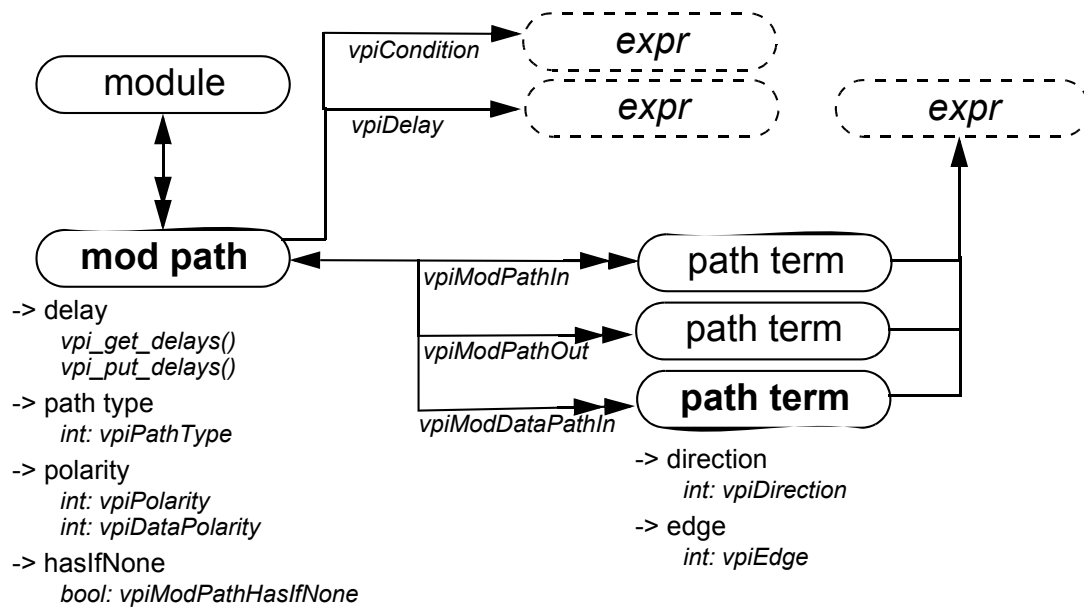 expr
vpiCondition
module
expr
expr
vpiDelay
mod path
path term
vpiModPathIn
-> delay
vpi_get_delays()
vpi_put_delays()
path term
vpiModPathOut
-> path type
int: vpiPathType
path term
vpiModDataPathIn
-> polarity
int: vpiPolarity
int: vpiDataPolarity
-> direction
int: vpiDirection
-> edge
int: vpiEdge
-> hasIfNone
bool: vpiModPathHasIfNone